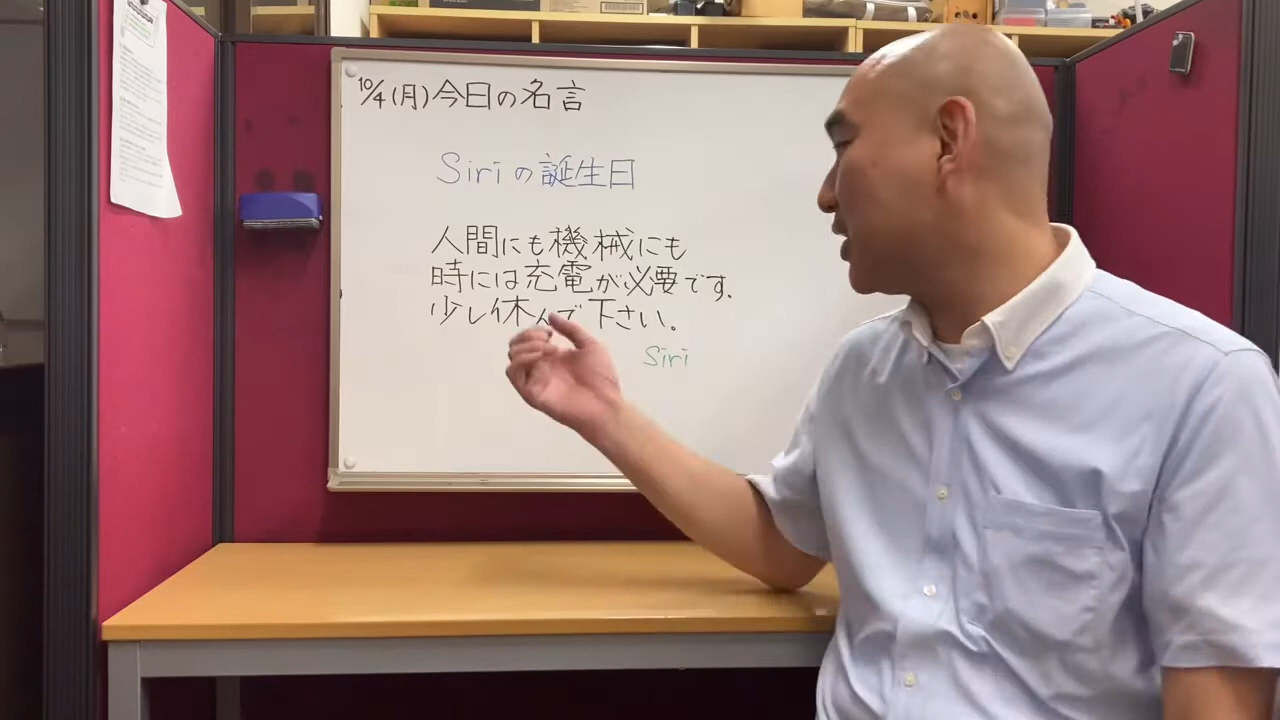 10/4(月)今日の名言
Siriの誕生日
人間にも機械にも
時には充電が必要です.
少し休んで下さい。
Siri